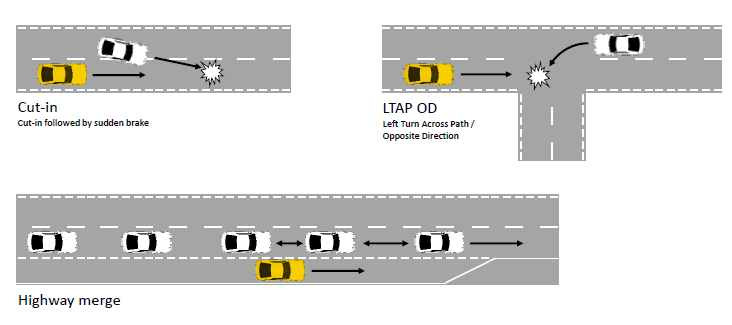 Cut-in
Cut-in followed by sudden brake
LTAP OD
Left Turn Across Path /
Opposite Direction
Highway merge